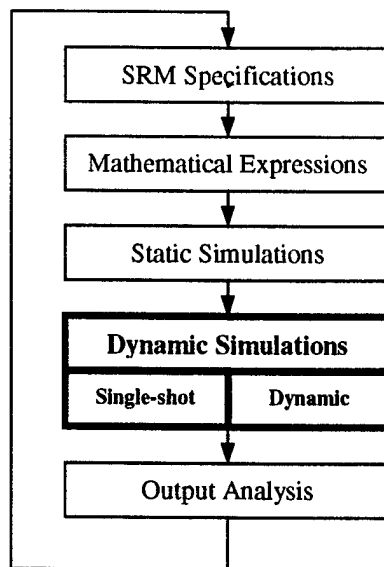 SRM Specifications
Mathematical Expressions
Static Simulations
Dynamic Simulations
Single-shot
Dynamic
Output Analysis